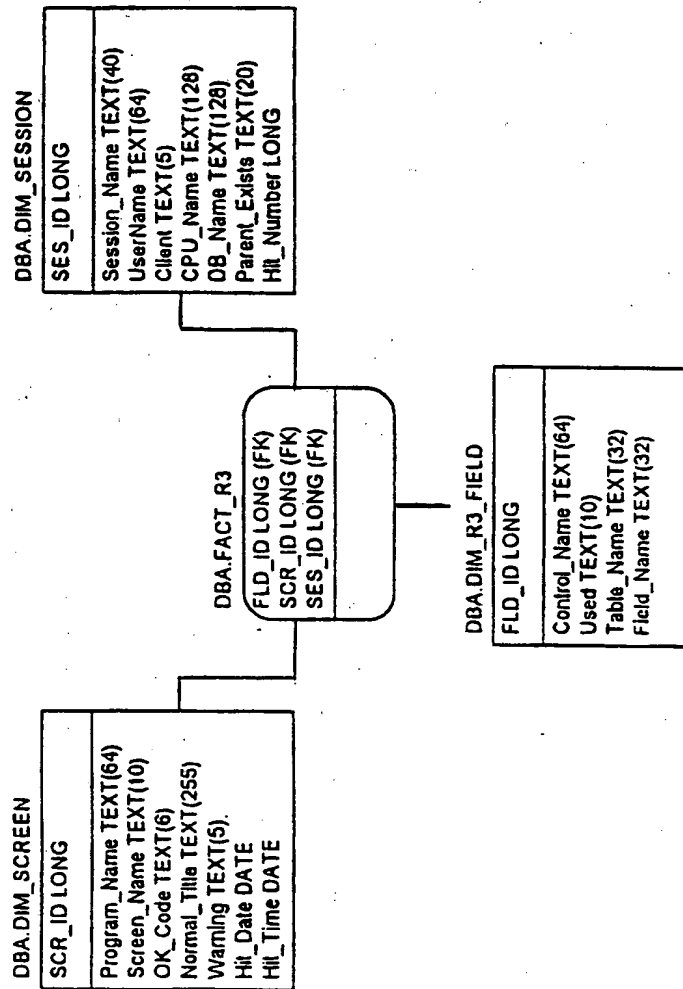 DBA.DIM_SCREEN
SCR_ID LONG
Program_Name TEXT(64)
Screen_Name TEXT(10)
OK_Code TEXT(6)
Normal_Title TEXT(255)
Warning TEXT(5).
Hit_Date DATE
Hit_Time DATE
DBA.FACT_R3
FLD_ID LONG (FK)
SCR_ID LONG (FK)
SES_ID LONG (FK)
DBA.DIM_SESSION
SES_ID LONG
Session_Name TEXT(40)
UserName TEXT(64)
Client TEXT(5)
CPU_Name TEXT(128)
DB_Name TEXT(128)
Parent_Exists TEXT(20)
Hit_Number LONG
DBA.DIM_R3_FIELD
FLD_ID LONG
Control_Name TEXT(64)
Used TEXT(10)
Table_Name TEXT(32)
Field_Name TEXT(32)